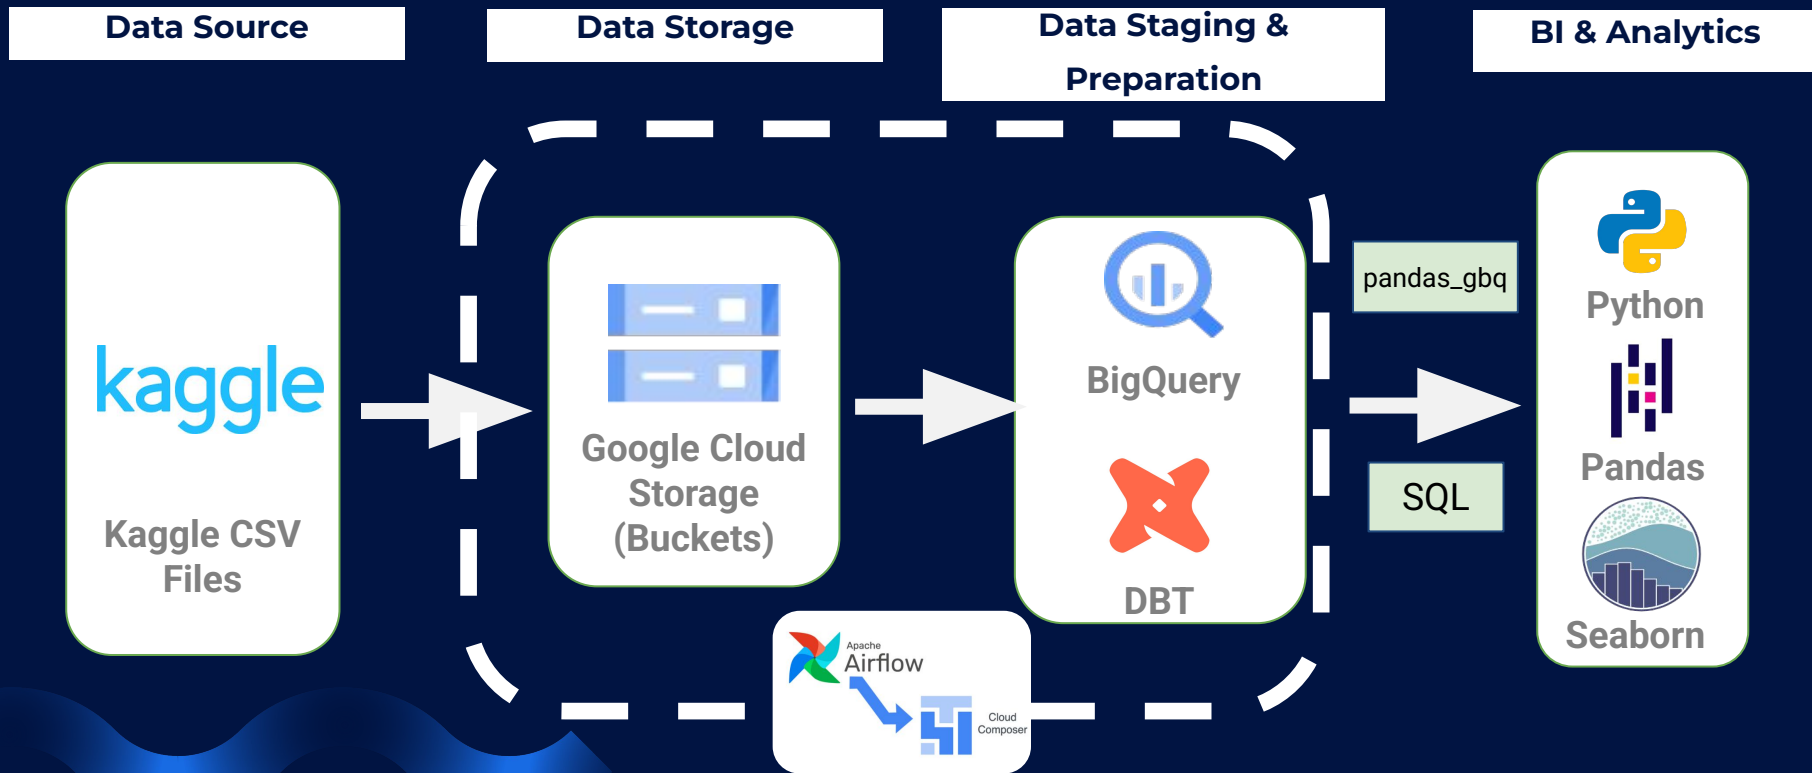 Data Source
Data Storage
Data Staging &
Preparation
BI & Analytics
kaggle
Kaggle CSV
Files
Google Cloud
Storage
(Buckets)
BigQuery
DBT
Apache
Airflow
Cloud
Composer
pandas_gbq
SQL
Python
Pandas
Seaborn